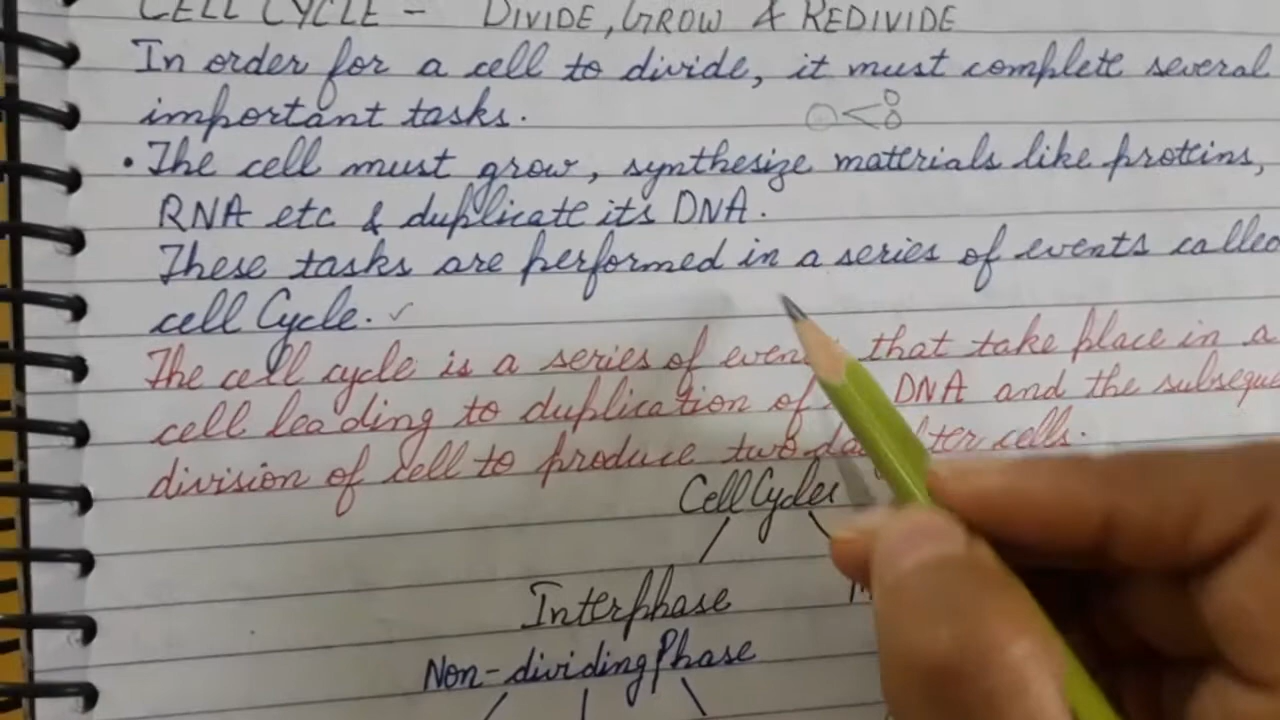 CELL CYCLE - DIVIDE, GROW & REDIVIDE
In order for a cell to divide, it must complete several
important tasks.
• The cell must grow, synthesize materials like proteins,
RNA etc & duplicate its DNA.
These tasks are performed in a series of events called
cell Cycle. ✓
The cell cycle is a series of that take place in a
cell leading to duplication of DNA and the
division of cell to produce two cells.
Cell Cycles
Interphase
Non-dividing Phase